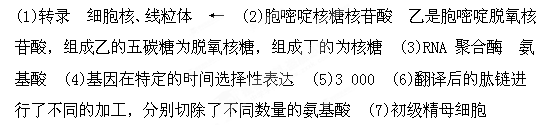 (1)转录　细胞核、线粒体　←　(2)胞嘧啶核糖核苷酸　乙是胞嘧啶脱氧核
苷酸，组成乙的五碳糖为脱氧核糖，组成丁的为核糖　(3)RNA 聚合酶　氨
基酸　(4)基因在特定的时间选择性表达　(5)3 000　(6)翻译后的肽链进
行了不同的加工，分别切除了不同数量的氨基酸　(7)初级精母细胞